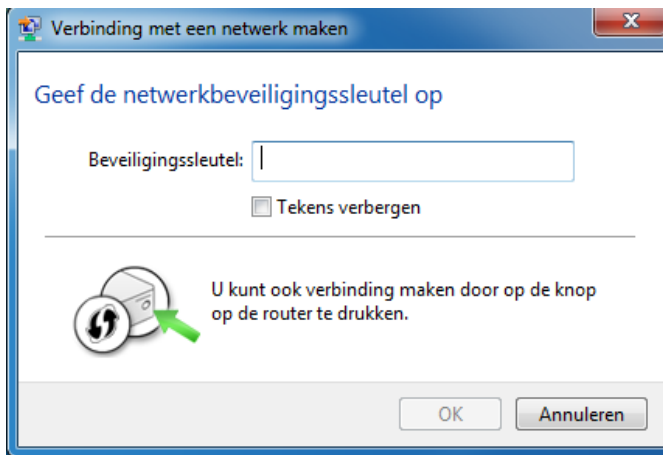 Verbinding met een netwerk maken
Geef de netwerkbeveiligingssleutel op
Beveiligingssleutel:
Tekens verbergen
U kunt ook verbinding maken door op de knop
op de router te drukken.
OK
Annuleren